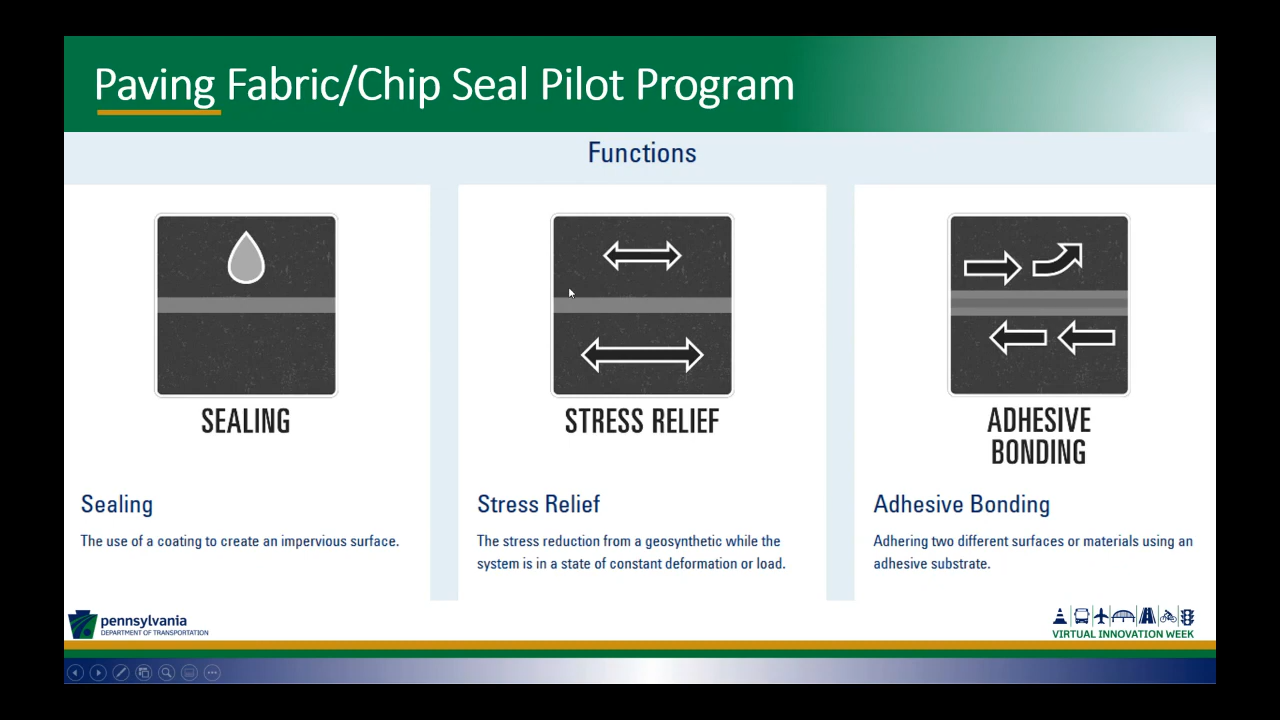 Paving Fabric/Chip Seal Pilot Program
Functions
SEALING
Sealing
The use of a coating to create an impervious surface.
STRESS RELIEF
Stress Relief
The stress reduction from a geosynthetic while the
system is in a state of constant deformation or load.
ADHESIVE
BONDING
Adhesive Bonding
Adhering two different surfaces or materials using an
adhesive substrate.
pennsylvania
DEPARTMENT OF TRANSPORTATION
VIRTUAL INNOVATION WEEK